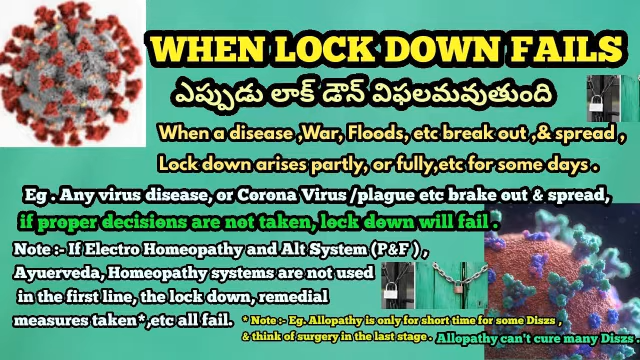 WHEN LOCK DOWN FAILS
ఎప్పుడు లాక్ డౌన్ విఫలమవుతుంది
When a disease ,War, Floods, etc break out ,& spread ,
Lock down arises partly, or fully,etc for some days .
Eg . Any virus disease, or Corona Virus /plague etc brake out & spread,
if proper decisions are not taken, lock down will fail .
Note :- If Electro Homeopathy and Alt System (P&F ) ,
Ayuerveda, Homeopathy systems are not used
in the first line, the lock down, remedial
measures taken*,etc all fail.
* Note :- Eg. Allopathy is only for short time for some Diszs ,
& think of surgery in the last stage . Allopathy can't cure many Diszs .